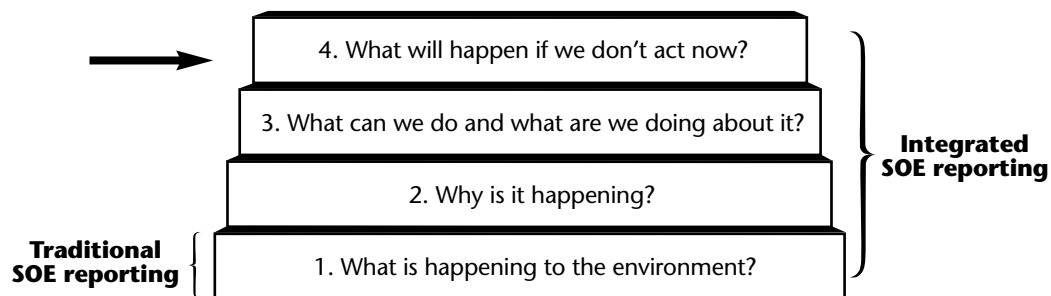 4. What will happen if we don’t act now?
3. What can we do and what are we doing about it?
Integrated
SOE reporting
2. Why is it happening?
Traditional
SOE reporting
1. What is happening to the environment?